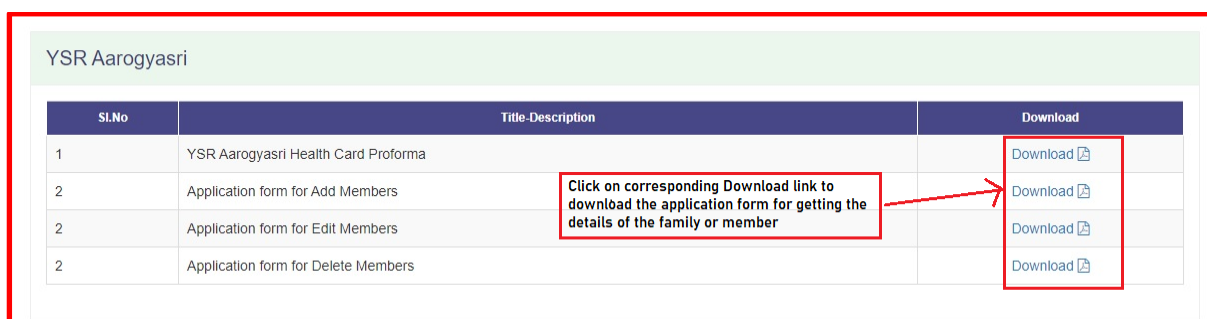 YSR Aarogyasri
Sl.No Title-Description Download
1 YSR Aarogyasri Health Card Proforma Download
2 Application form for Add Members Download
Click on corresponding Download link to
download the application form for getting the
details of the family or member
2 Application form for Edit Members Download
2 Application form for Delete Members Download